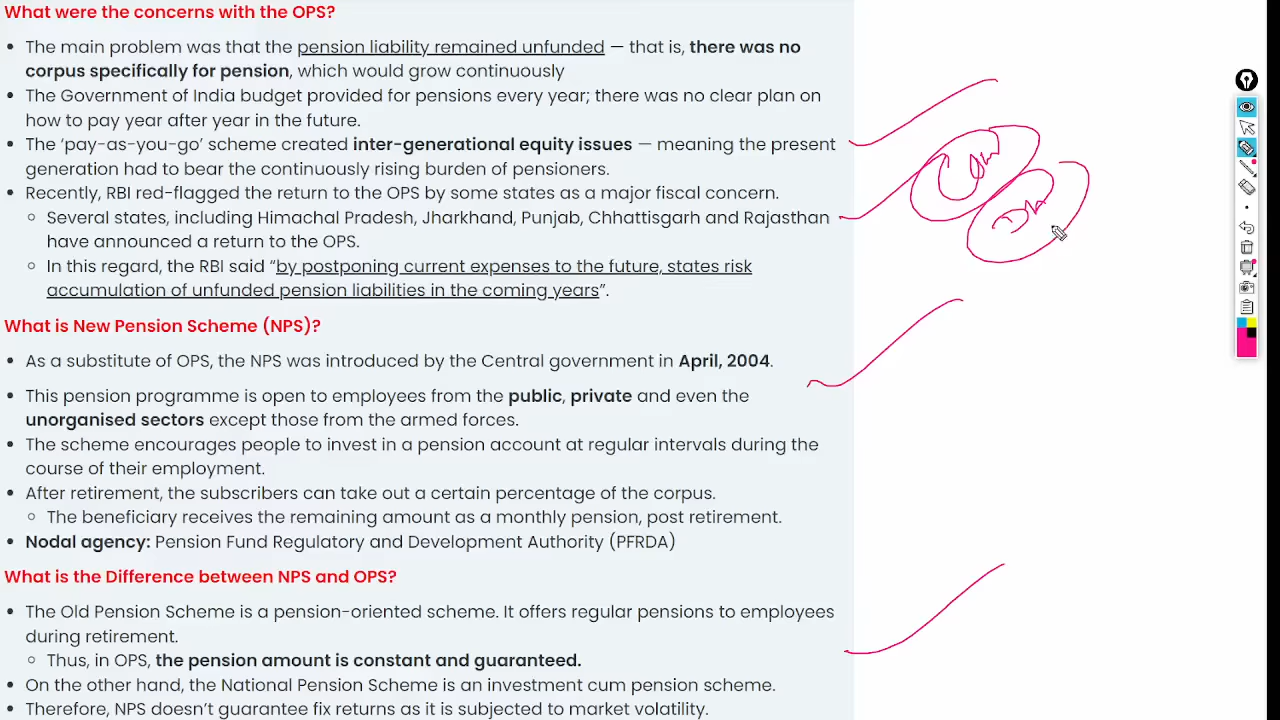 What were the concerns with the OPS?
• The main problem was that the pension liability remained unfunded — that is, there was no
corpus specifically for pension, which would grow continuously
• The Government of India budget provided for pensions every year; there was no clear plan on
how to pay year after year in the future.
• The ‘pay-as-you-go’ scheme created inter-generational equity issues — meaning the present
generation had to bear the continuously rising burden of pensioners.
• Recently, RBI red-flagged the return to the OPS by some states as a major fiscal concern.
○ Several states, including Himachal Pradesh, Jharkhand, Punjab, Chhattisgarh and Rajasthan
have announced a return to the OPS.
○ In this regard, the RBI said “by postponing current expenses to the future, states risk
accumulation of unfunded pension liabilities in the coming years”.
What is New Pension Scheme (NPS)?
• As a substitute of OPS, the NPS was introduced by the Central government in April, 2004.
• This pension programme is open to employees from the public, private and even the
unorganised sectors except those from the armed forces.
• The scheme encourages people to invest in a pension account at regular intervals during the
course of their employment.
• After retirement, the subscribers can take out a certain percentage of the corpus.
○ The beneficiary receives the remaining amount as a monthly pension, post retirement.
• Nodal agency: Pension Fund Regulatory and Development Authority (PFRDA)
What is the Difference between NPS and OPS?
• The Old Pension Scheme is a pension-oriented scheme. It offers regular pensions to employees
during retirement.
○ Thus, in OPS, the pension amount is constant and guaranteed.
• On the other hand, the National Pension Scheme is an investment cum pension scheme.
• Therefore, NPS doesn’t guarantee fix returns as it is subjected to market volatility.